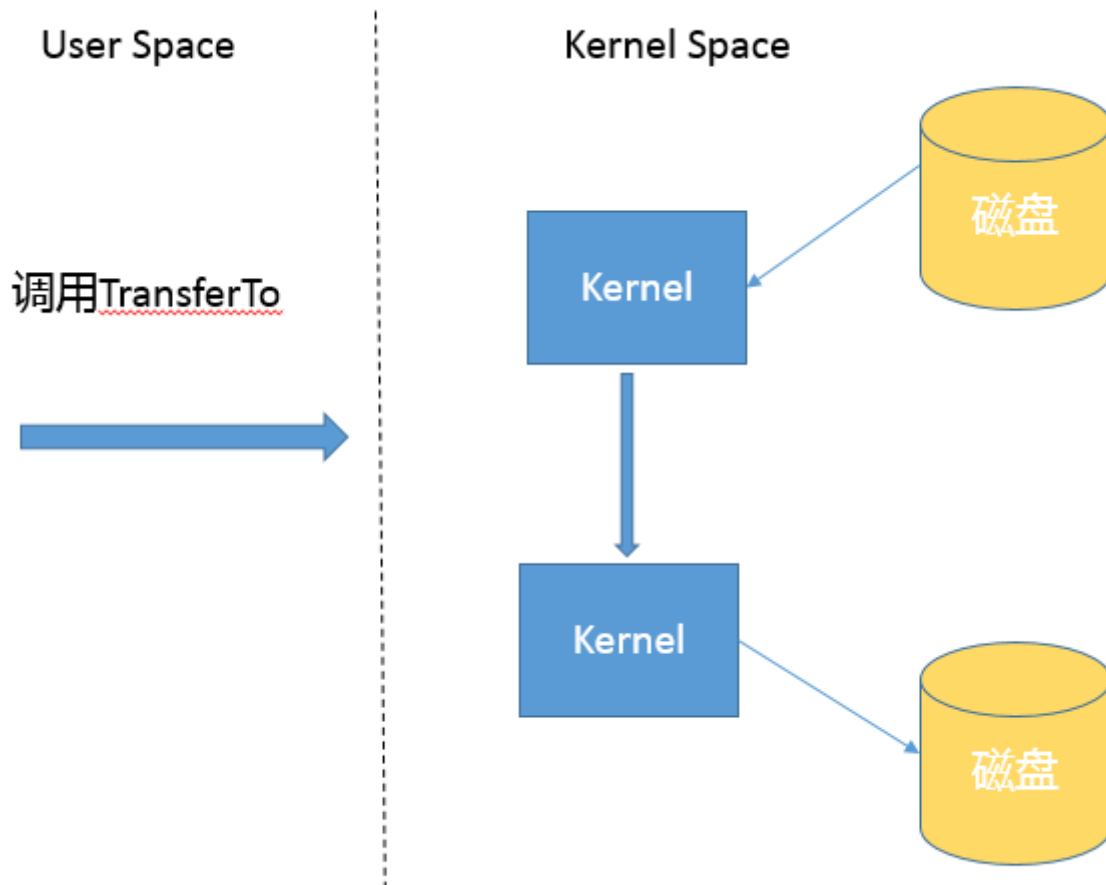 User Space
Kernel Space
磁盘
Kernel
调用TransferTo
Kernel
磁盘